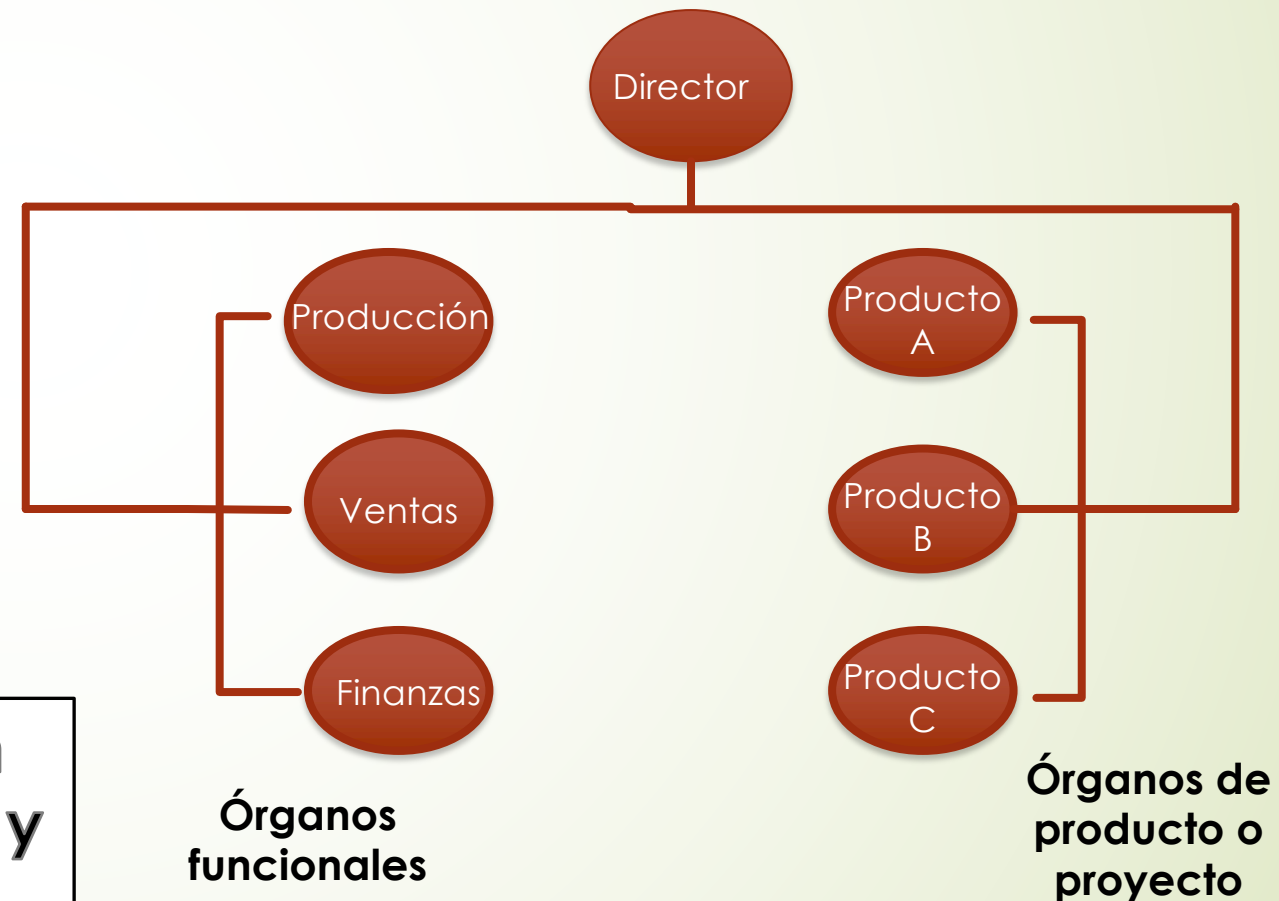 Director
Producción
Ventas
Finanzas
Producto
A
Producto
B
Producto
C
y
Órganos
funcionales
Órganos de
producto o
proyecto